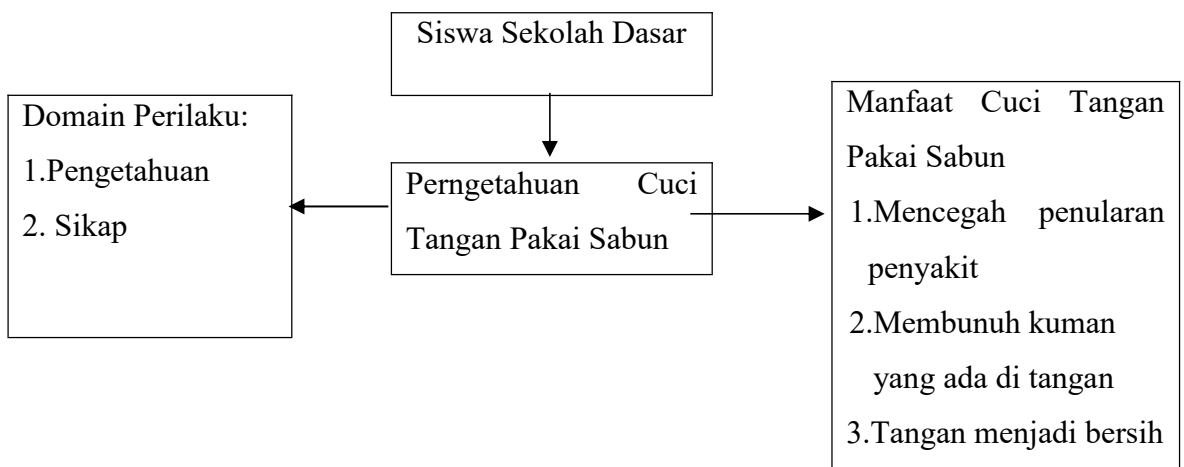 Siswa Sekolah Dasar
Domain Perilaku:
1.Pengetahuan
2. Sikap
Perngetahuan Cuci
Tangan Pakai Sabun
Manfaat Cuci Tangan
Pakai Sabun
1.Mencegah penularan
penyakit
2.Membunuh kuman
yang ada di tangan
3.Tangan menjadi bersih